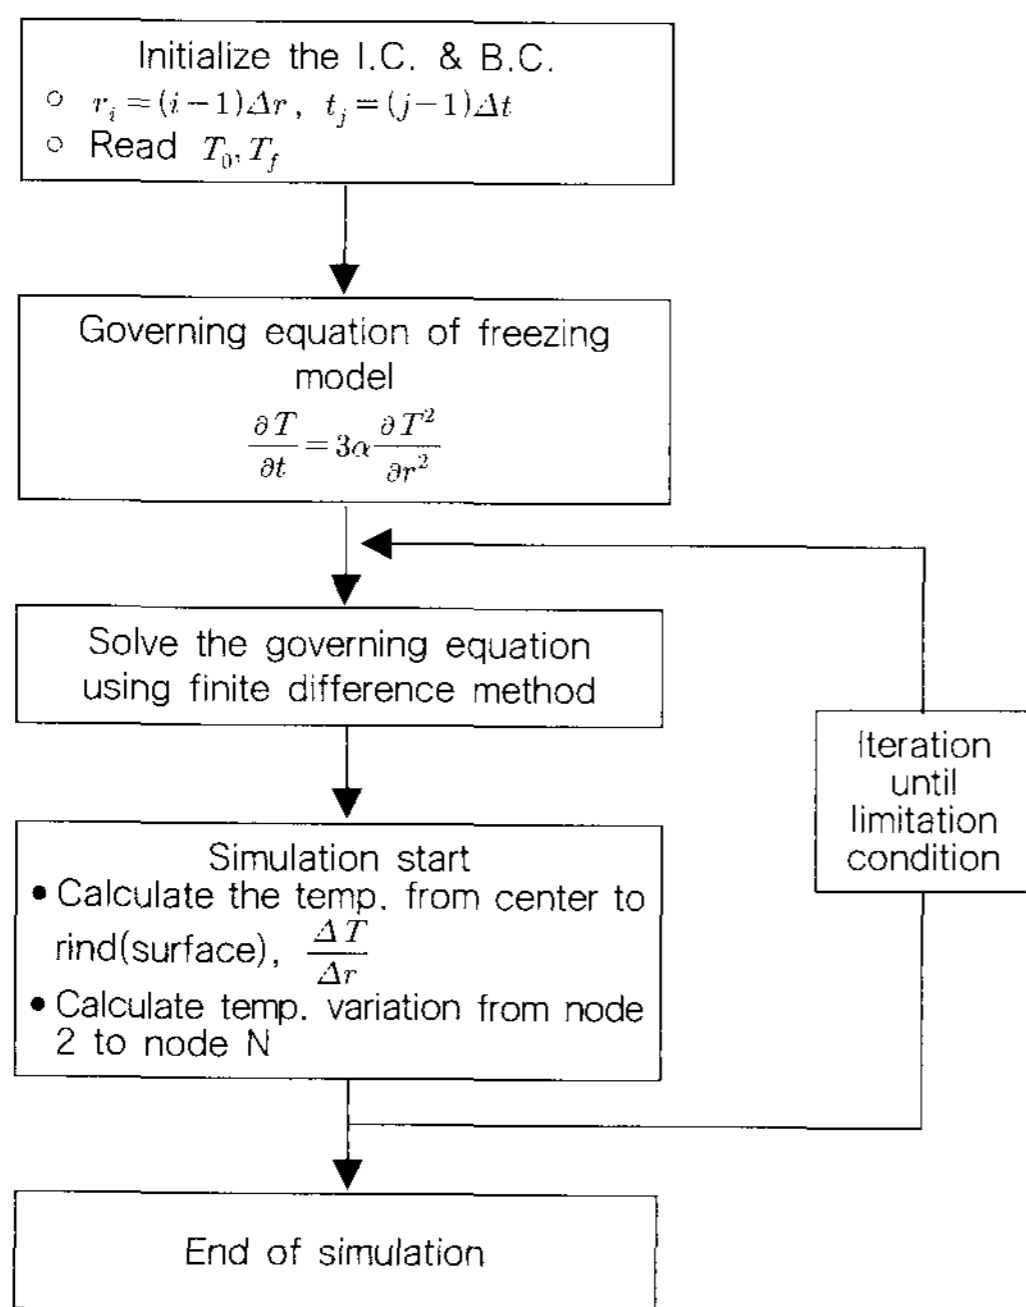 Initialize the I.C. & B.C.
○ r_i = (i−1)Δr, t_j = (j−1)Δt
○ Read T_0, T_f
Governing equation of freezing
model
∂T/∂t = 3α ∂T²/∂r²
Solve the governing equation
using finite difference method
Iteration
until
limitation
condition
Simulation start
• Calculate the temp. from center to
rind(surface), ΔT/Δr
• Calculate temp. variation from node
2 to node N
End of simulation